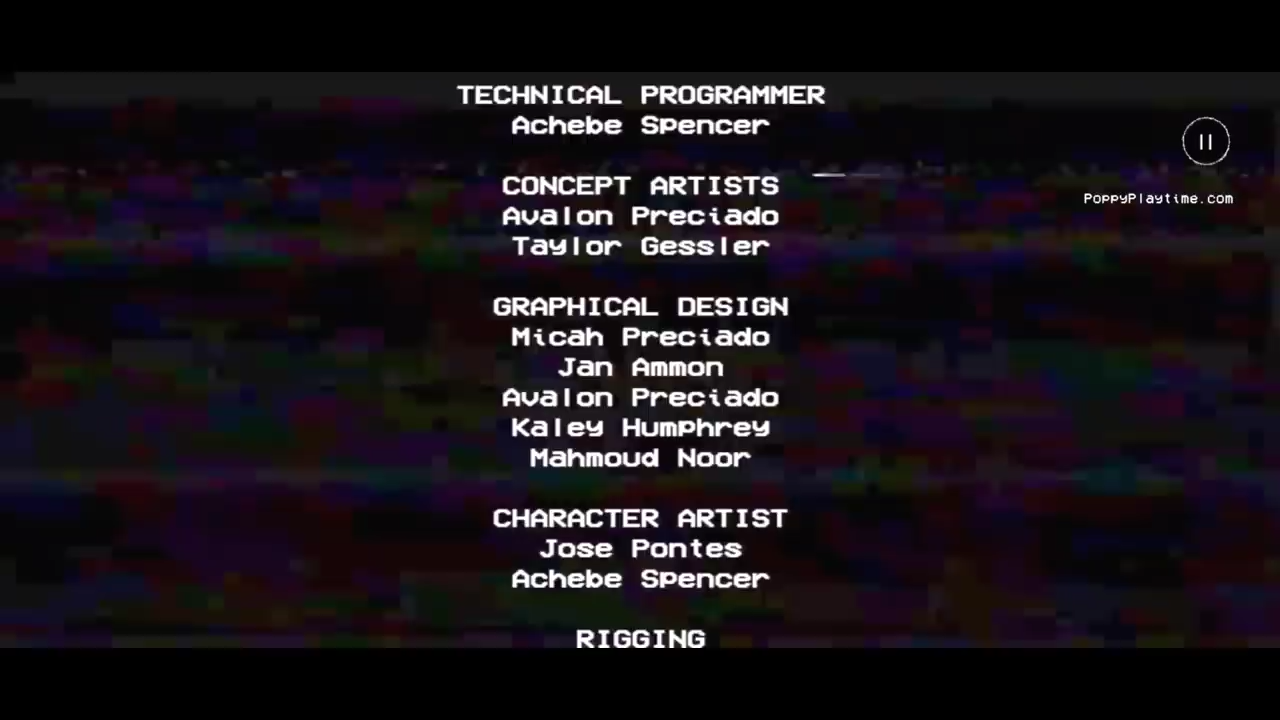 TECHNICAL PROGRAMMER
Achebe Spencer
CONCEPT ARTISTS
Avalon Preciado
Taylor Gessler
PoppyPlaytime.com
GRAPHICAL DESIGN
Micah Preciado
Jan Ammon
Avalon Preciado
Kaley Humphrey
Mahmoud Noor
CHARACTER ARTIST
Jose Pontes
Achebe Spencer
RIGGING